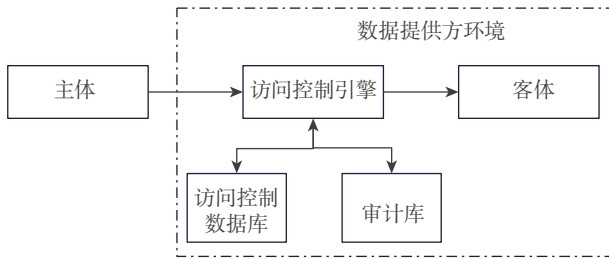 数据提供方环境
主体
访问控制引擎
客体
访问控制
数据库
审计库